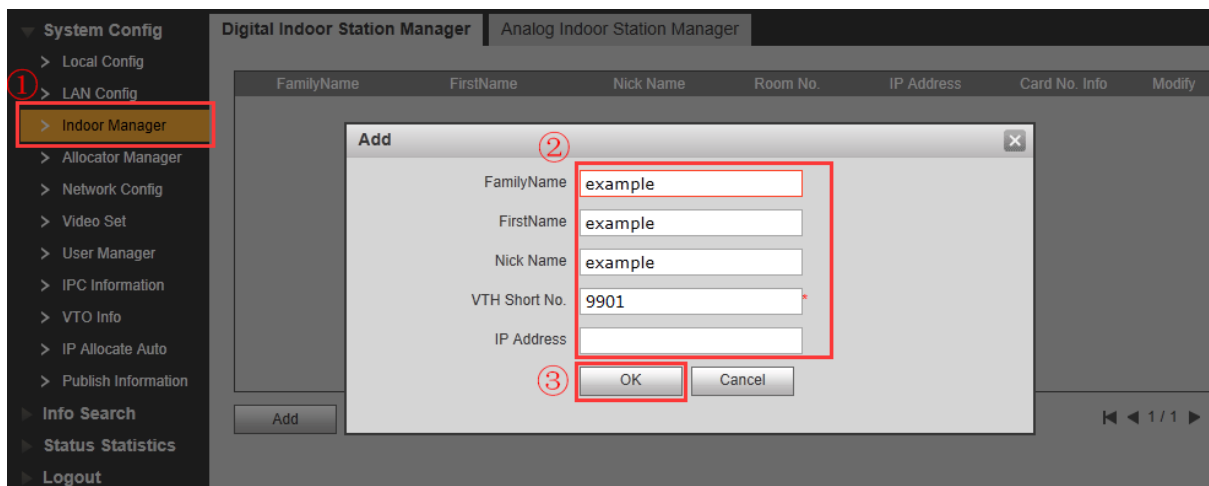 System Config
Local Config
① LAN Config
Indoor Manager
Allocator Manager
Network Config
Video Set
User Manager
IPC Information
VTO Info
IP Allocate Auto
Publish Information
Info Search
Status Statistics
Logout
Digital Indoor Station Manager Analog Indoor Station Manager
FamilyName FirstName Nick Name Room No. IP Address Card No. Info Modify
Add
②
FamilyName example
FirstName example
Nick Name example
VTH Short No. 9901 *
IP Address
③ OK Cancel
Add 1 / 1